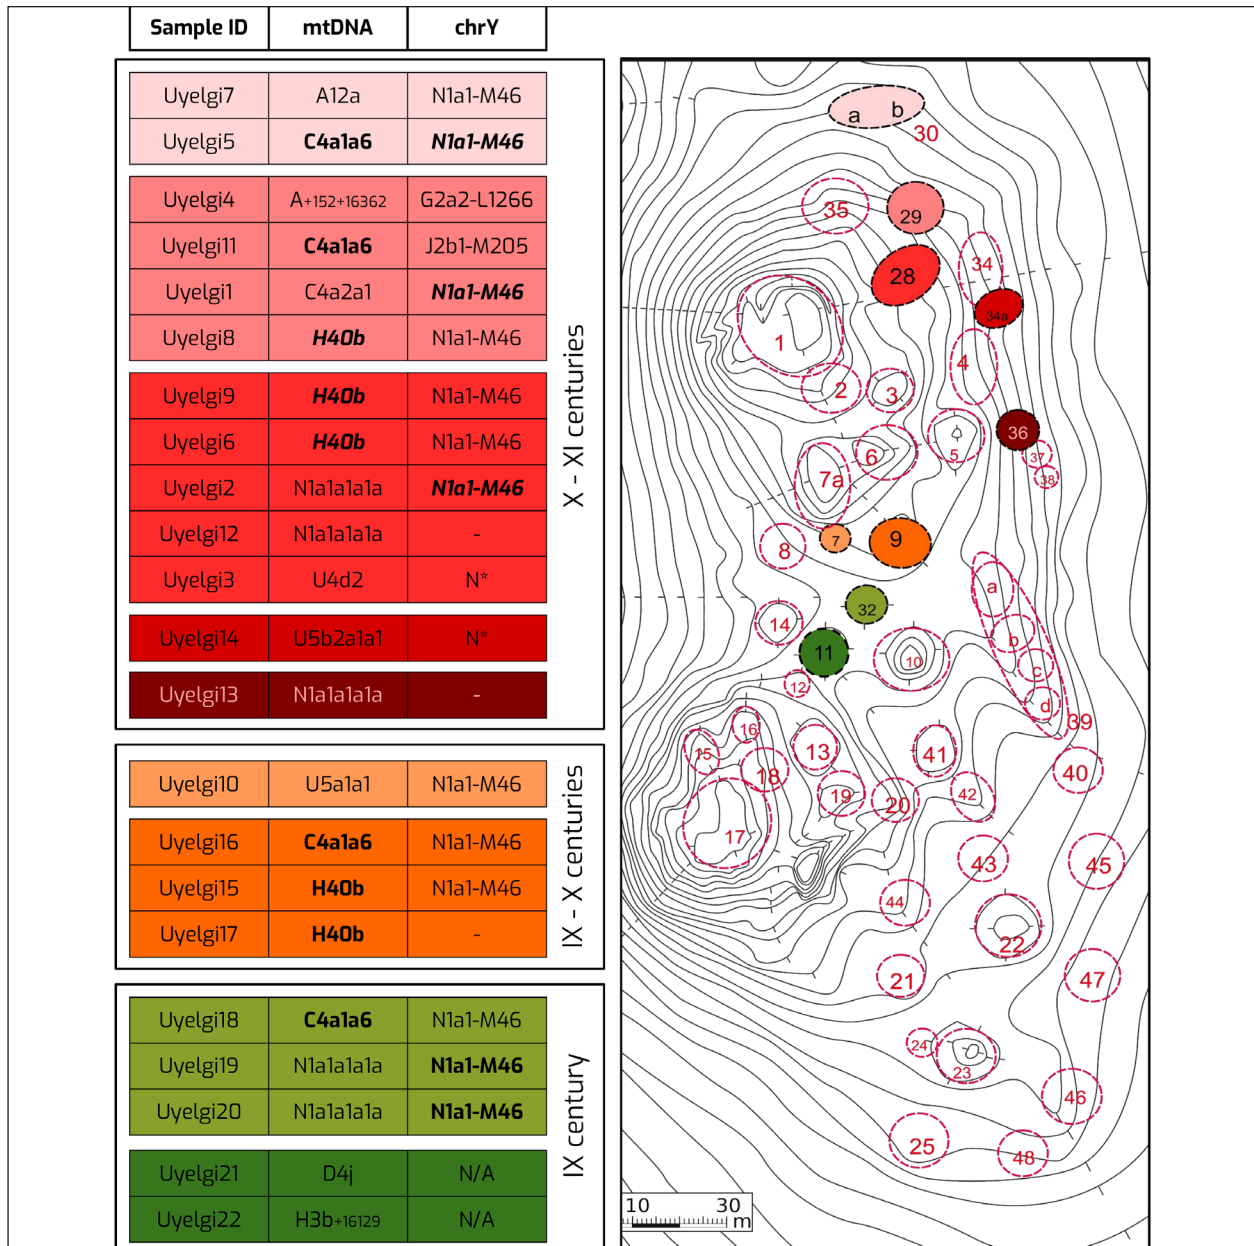 Sample ID mtDNA chrY
Uyelgi7 A12a N1a1-M46
Uyelgi5 C4a1a6 N1a1-M46
Uyelgi4 A+152+16362 G2a2-L1266
Uyelgi11 C4a1a6 J2b1-M205
Uyelgi1 C4a2a1 N1a1-M46
Uyelgi8 H40b N1a1-M46
Uyelgi9 H40b N1a1-M46
Uyelgi6 H40b N1a1-M46
Uyelgi2 N1a1a1a1a N1a1-M46
Uyelgi12 N1a1a1a1a -
Uyelgi3 U4d2 N*
Uyelgi14 U5b2a1a1 N*
Uyelgi13 N1a1a1a1a -
X - XI centuries
Uyelgi10 U5a1a1 N1a1-M46
Uyelgi16 C4a1a6 N1a1-M46
Uyelgi15 H40b N1a1-M46
Uyelgi17 H40b -
IX - X centuries
Uyelgi18 C4a1a6 N1a1-M46
Uyelgi19 N1a1a1a1a N1a1-M46
Uyelgi20 N1a1a1a1a N1a1-M46
Uyelgi21 D4j N/A
Uyelgi22 H3b+16129 N/A
IX century
a b
30
35
29
34
28
34a
1
4
2
3
36
5
6
37
7a
38
7
9
8
a
32
14
b
11
10
c
12
d
39
16
15
13
41
18
40
42
19
20
17
43
45
44
22
21
47
24
23
46
25
48
10 30
m